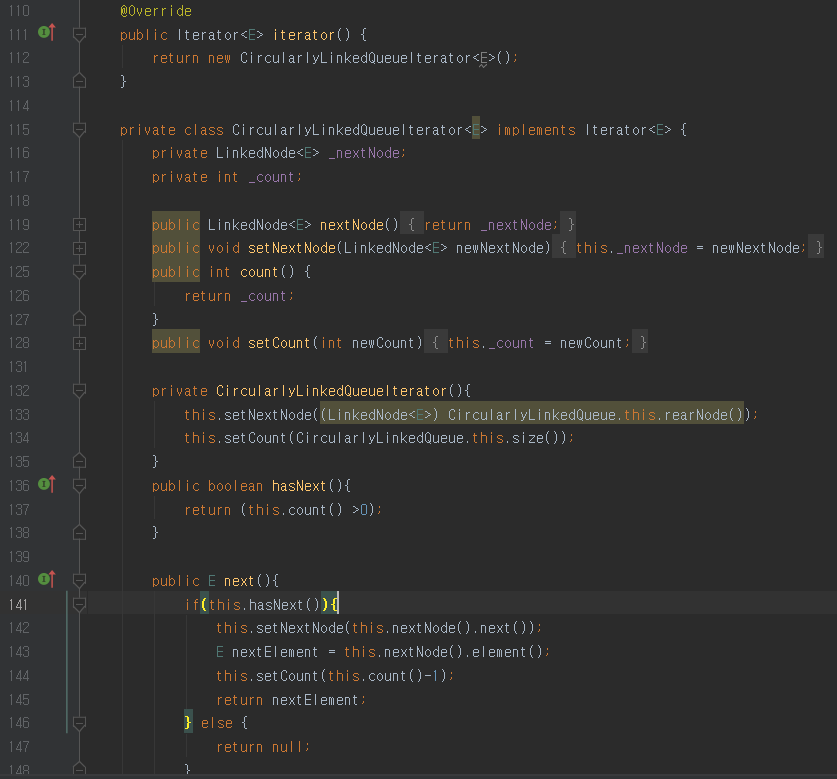 110 @Override
111 public Iterator<E> iterator() {
112 return new CircularlyLinkedQueueIterator<E>();
113 }
114
115 private class CircularlyLinkedQueueIterator<E> implements Iterator<E> {
116 private LinkedNode<E> _nextNode;
117 private int _count;
118
119 public LinkedNode<E> nextNode() { return _nextNode; }
122 public void setNextNode(LinkedNode<E> newNextNode) { this._nextNode = newNextNode; }
125 public int count() {
126 return _count;
127 }
128 public void setCount(int newCount) { this._count = newCount; }
131
132 private CircularlyLinkedQueueIterator(){
133 this.setNextNode((LinkedNode<E>) CircularlyLinkedQueue.this.rearNode());
134 this.setCount(CircularlyLinkedQueue.this.size());
135 }
136 public boolean hasNext(){
137 return (this.count() >0);
138 }
139
140 public E next(){
141 if(this.hasNext()){
142 this.setNextNode(this.nextNode().next());
143 E nextElement = this.nextNode().element();
144 this.setCount(this.count()-1);
145 return nextElement;
146 } else {
147 return null;
148 }